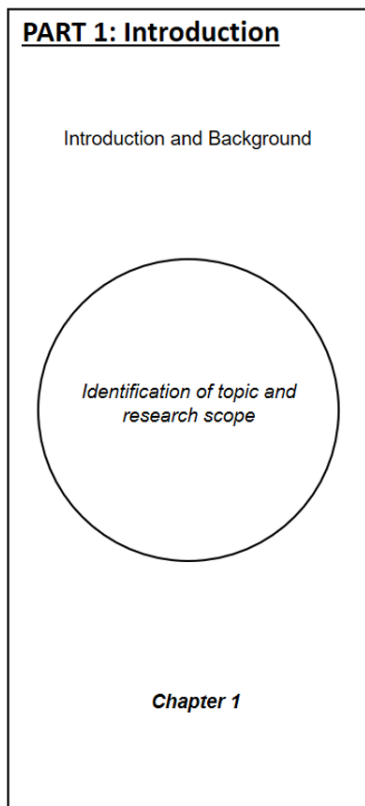 PART 1: Introduction
Introduction and Background
Identification of topic and
research scope
Chapter 1